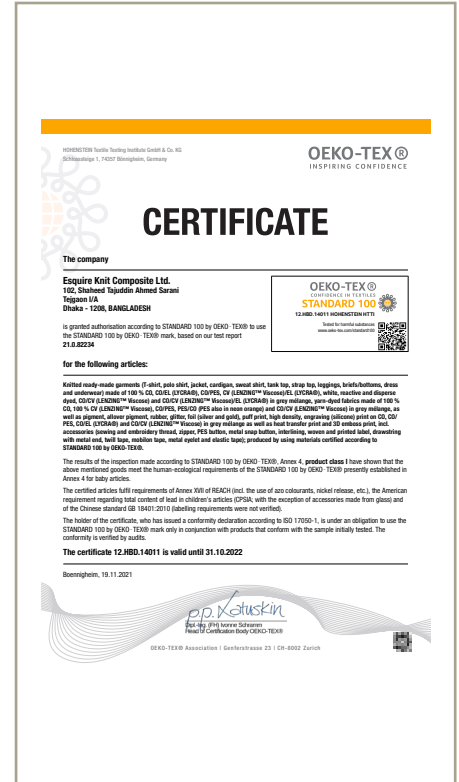 HOHENSTEIN Textile Testing Institute GmbH & Co. KG
Schlosssteige 1, 74357 Bönnigheim, Germany
OEKO-TEX®
INSPIRING CONFIDENCE
CERTIFICATE
The company
Esquire Knit Composite Ltd.
102, Shaheed Tajuddin Ahmed Sarani
Tejgaon I/A
Dhaka - 1208, BANGLADESH
OEKO-TEX®
CONFIDENCE IN TEXTILES
STANDARD 100
12.HBD.14011 HOHENSTEIN HTTI
Tested for harmful substances
www.oeko-tex.com/standard100
is granted authorisation according to STANDARD 100 by OEKO-TEX® to use
the STANDARD 100 by OEKO-TEX® mark, based on our test report
21.0.82234
for the following articles:
Knitted ready-made garments (T-shirt, polo shirt, jacket, cardigan, sweat shirt, tank top, strap top, leggings, briefs/bottoms, dress
and underwear) made of 100 % CO, CO/EL (LYCRA®), CO/PES, CV (LENZING™ Viscose)/EL (LYCRA®), white, reactive and disperse
dyed, CO/CV (LENZING™ Viscose) and CO/CV (LENZING™ Viscose)/EL (LYCRA®) in grey mélange, yarn-dyed fabrics made of 100 %
CO, 100 % CV (LENZING™ Viscose), CO/PES, PES/CO (PES also in neon orange) and CO/CV (LENZING™ Viscose) in grey mélange, as
well as pigment, allover pigment, rubber, glitter, foil (silver and gold), puff print, high density, engraving (silicone) print on CO, CO/
PES, CO/EL (LYCRA®) and CO/CV (LENZING™ Viscose) in grey mélange as well as heat transfer print and 3D emboss print, incl.
accessories (sewing and embroidery thread, zipper, PES button, metal snap button, interlining, woven and printed label, drawstring
with metal end, twill tape, mobilon tape, metal eyelet and elastic tape); produced by using materials certified according to
STANDARD 100 by OEKO-TEX®.
The results of the inspection made according to STANDARD 100 by OEKO-TEX®, Annex 4, product class I have shown that the
above mentioned goods meet the human-ecological requirements of the STANDARD 100 by OEKO-TEX® presently established in
Annex 4 for baby articles.
The certified articles fulfil requirements of Annex XVII of REACH (incl. the use of azo colourants, nickel release, etc.), the American
requirement regarding total content of lead in children's articles (CPSIA; with the exception of accessories made from glass) and
of the Chinese standard GB 18401:2010 (labelling requirements were not verified).
The holder of the certificate, who has issued a conformity declaration according to ISO 17050-1, is under an obligation to use the
STANDARD 100 by OEKO-TEX® mark only in conjunction with products that conform with the sample initially tested. The
conformity is verified by audits.
The certificate 12.HBD.14011 is valid until 31.10.2022
Boennigheim, 19.11.2021
Dipl.-Ing. (FH) Ivonne Schramm
Head of Certification Body OEKO-TEX®
OEKO-TEX® Association | Genferstrasse 23 | CH-8002 Zurich